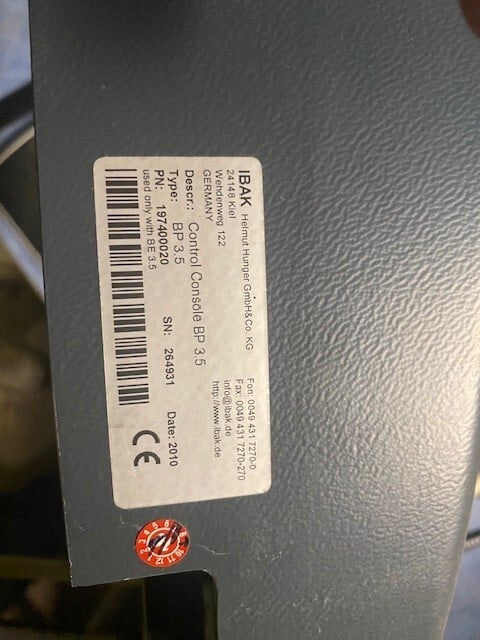 IBAK Helmut Hunger GmbH&Co. KG
24148 Kiel
Wehdenweg 122
GERMANY
Fon: 0049 431 7270-0
Fax: 0049 431 7270-270
info@ibak.de
http://www.ibak.de
Descr.: Control Console BP 3.5
Type: BP 3.5
PN: 197400020 SN: 264931 Date: 2010
used only with BE 3.5
CE